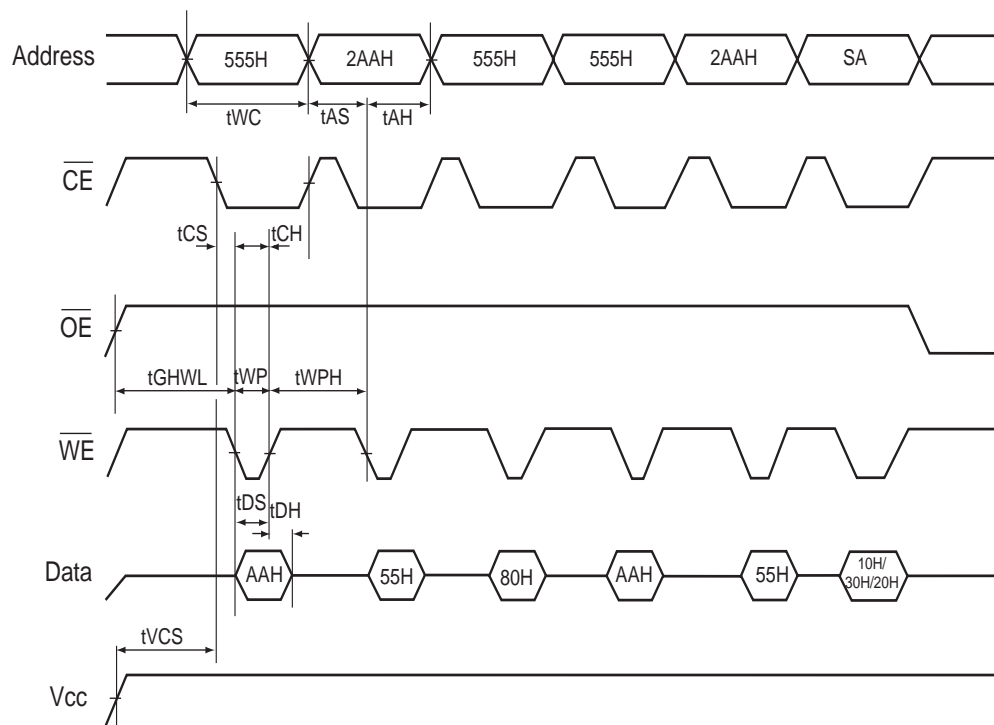 Address 555H 2AAH 555H 555H 2AAH SA
tWC tAS tAH
CE
tCS tCH
OE
tGHWL tWP tWPH
WE
tDS tDH
Data AAH 55H 80H AAH 55H 10H/
30H/20H
tVCS
Vcc